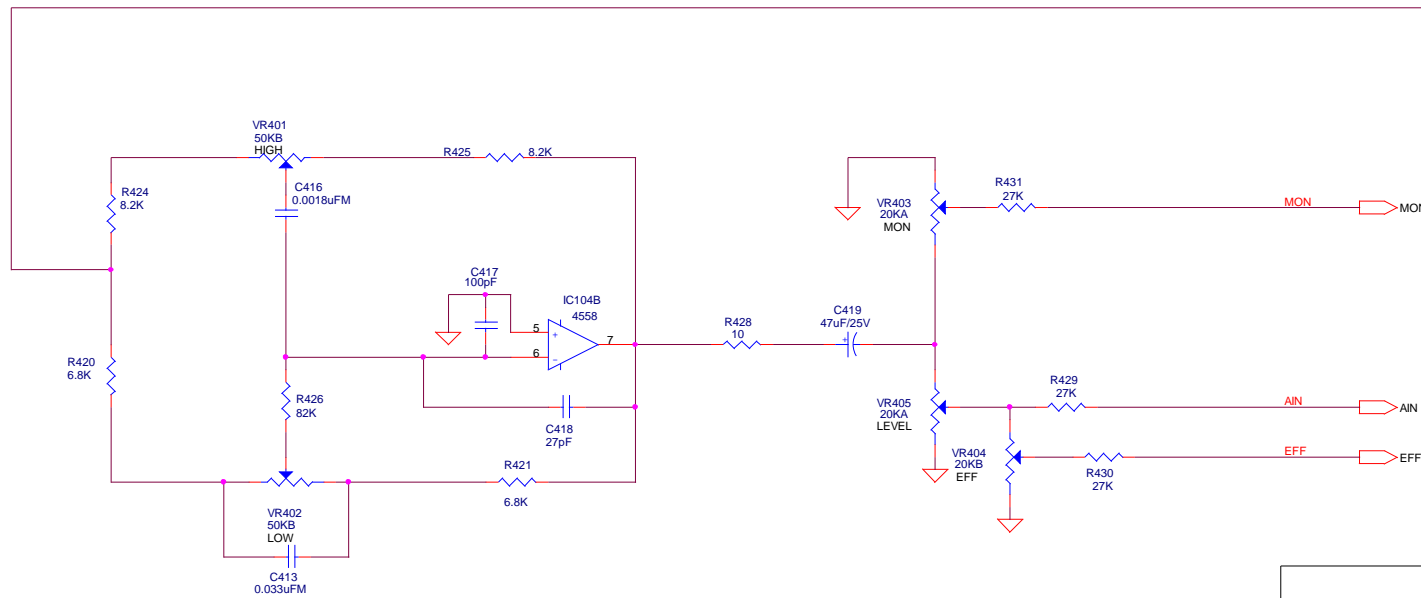 VR401
50KB
HIGH
R425
8.2K
R424
8.2K
C416
0.0018uFM
VR403
20KA
MON
R431
27K
MON
MON
C417
100pF
IC104B
4558
5
+
7
6
−
R428
10
C419
47uF/25V
+
R420
6.8K
R426
82K
C418
27pF
VR405
20KA
LEVEL
R429
27K
AIN
AIN
VR404
20KB
EFF
R430
27K
EFF
EFF
R421
6.8K
VR402
50KB
LOW
C413
0.033uFM